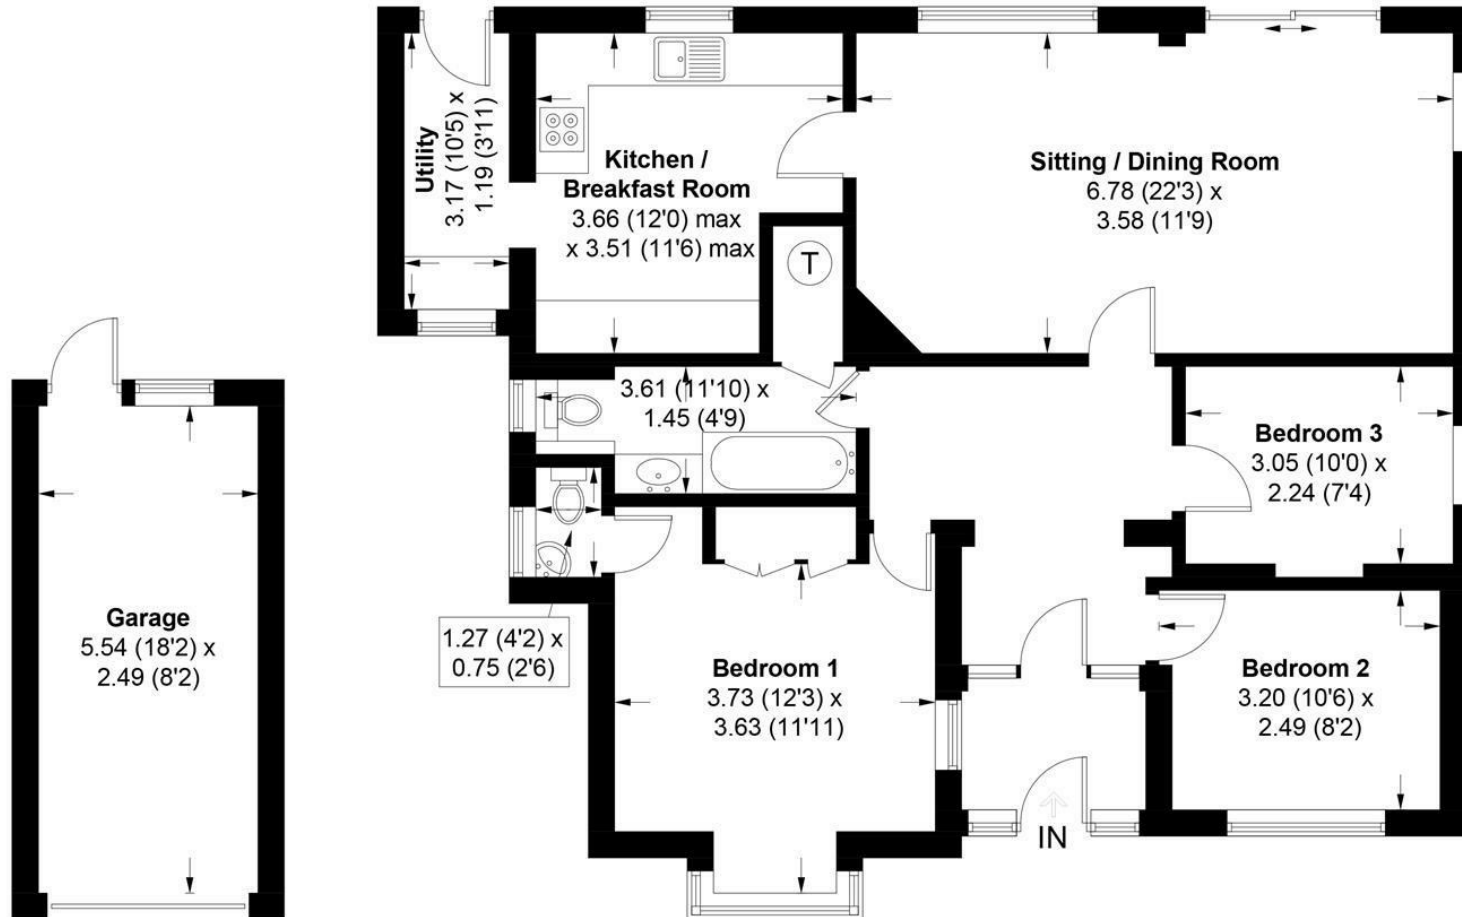 Utility
3.17 (10'5) x
1.19 (3'11)
Kitchen /
Breakfast Room
3.66 (12'0) max
x 3.51 (11'6) max
T
Sitting / Dining Room
6.78 (22'3) x
3.58 (11'9)
3.61 (11'10) x
1.45 (4'9)
Bedroom 3
3.05 (10'0) x
2.24 (7'4)
Garage
5.54 (18'2) x
2.49 (8'2)
1.27 (4'2) x
0.75 (2'6)
Bedroom 1
3.73 (12'3) x
3.63 (11'11)
Bedroom 2
3.20 (10'6) x
2.49 (8'2)
IN